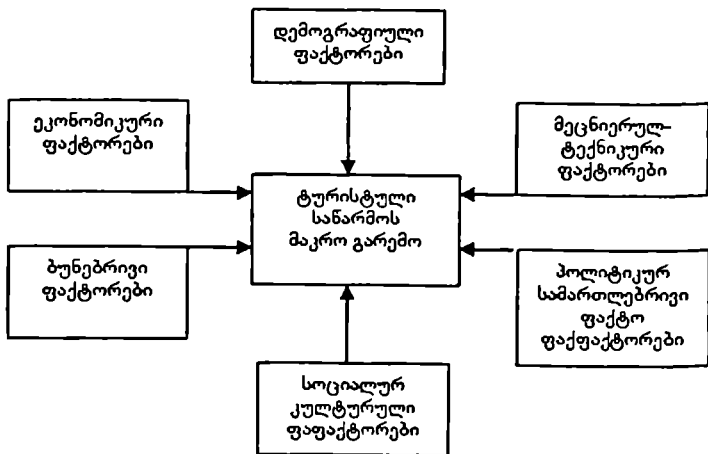 დემოგრაფიული
ფაქტორები
ეკონომიკური
ფაქტორები
მეცნიერულ–
ტექნიკური
ფაქტორები
ტურისტული
საწარმოს
მაკრო გარემო
ბუნებრივი
ფაქტორები
პოლიტიკურ
სამართლებრივი
ფაქტო
ფაქფაქტორები
სოციალურ
კულტურული
ფაფაქტორები